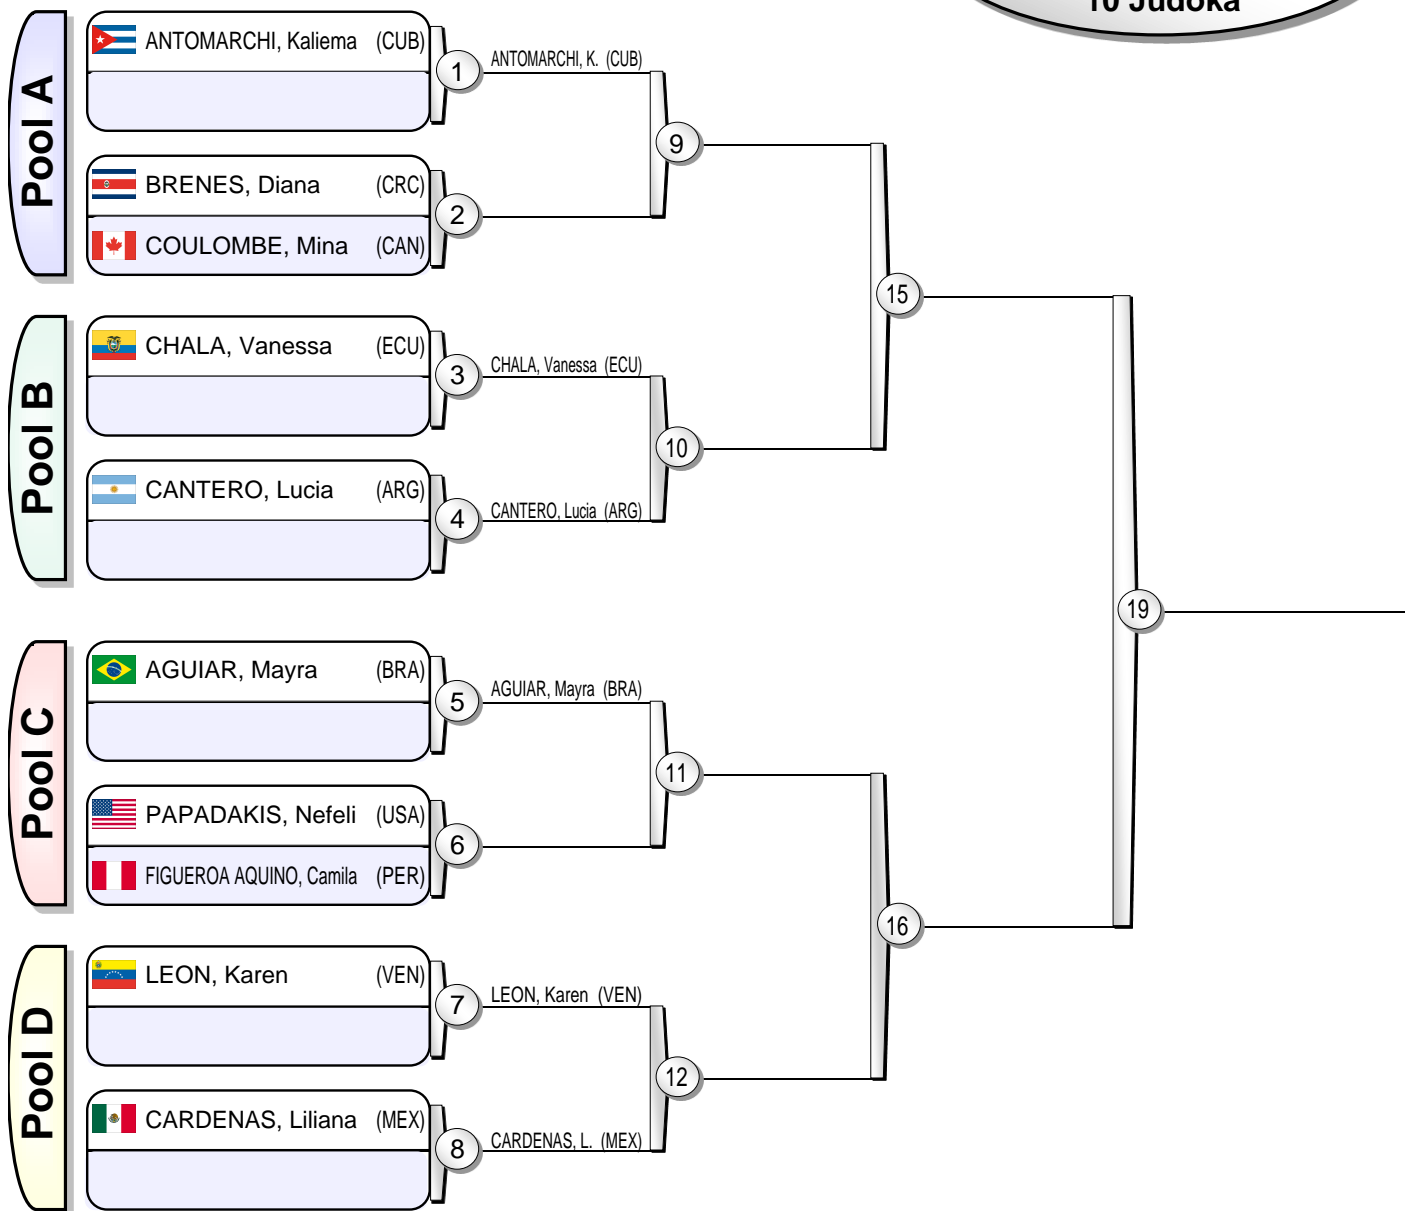 10 Judoka
Pool A
ANTOMARCHI, Kaliema (CUB)
1
ANTOMARCHI, K. (CUB)
9
BRENES, Diana (CRC)
2
COULOMBE, Mina (CAN)
15
Pool B
CHALA, Vanessa (ECU)
3
CHALA, Vanessa (ECU)
10
CANTERO, Lucia (ARG)
4
CANTERO, Lucia (ARG)
19
Pool C
AGUIAR, Mayra (BRA)
5
AGUIAR, Mayra (BRA)
11
PAPADAKIS, Nefeli (USA)
6
FIGUEROA AQUINO, Camila (PER)
16
Pool D
LEON, Karen (VEN)
7
LEON, Karen (VEN)
12
CARDENAS, Liliana (MEX)
8
CARDENAS, L. (MEX)